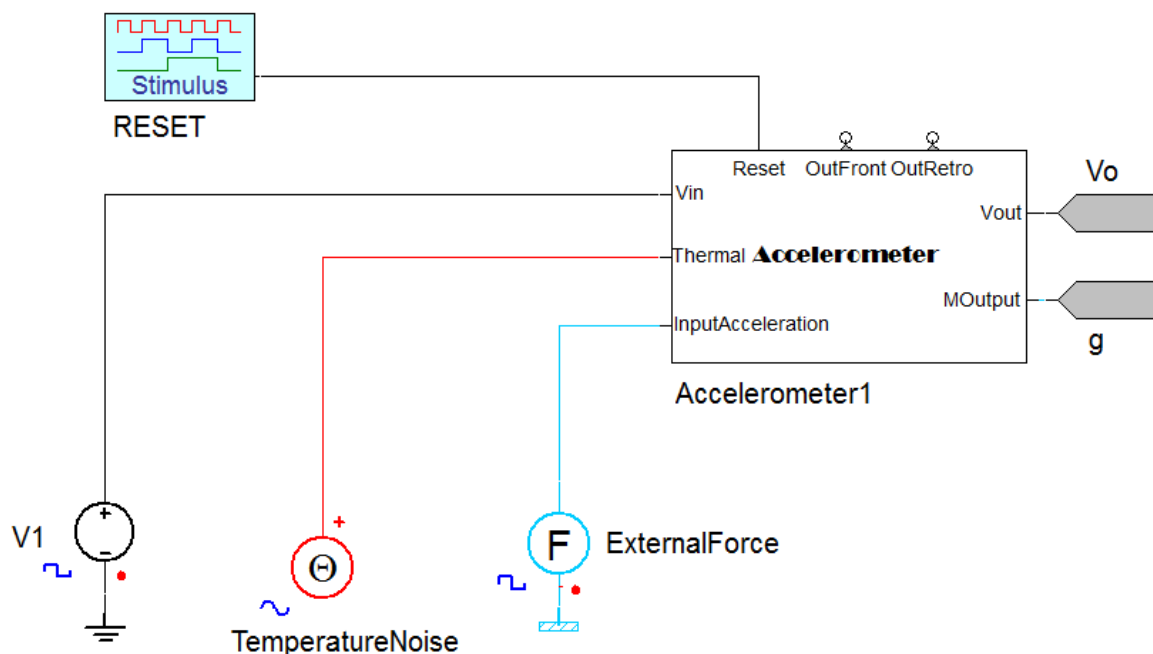 Stimulus
RESET
Reset OutFront OutRetro
Vo
Vin
Vout
Thermal Accelerometer
MOutput
InputAcceleration
g
Accelerometer1
V1
+
-
+
Θ
F
-
ExternalForce
TemperatureNoise